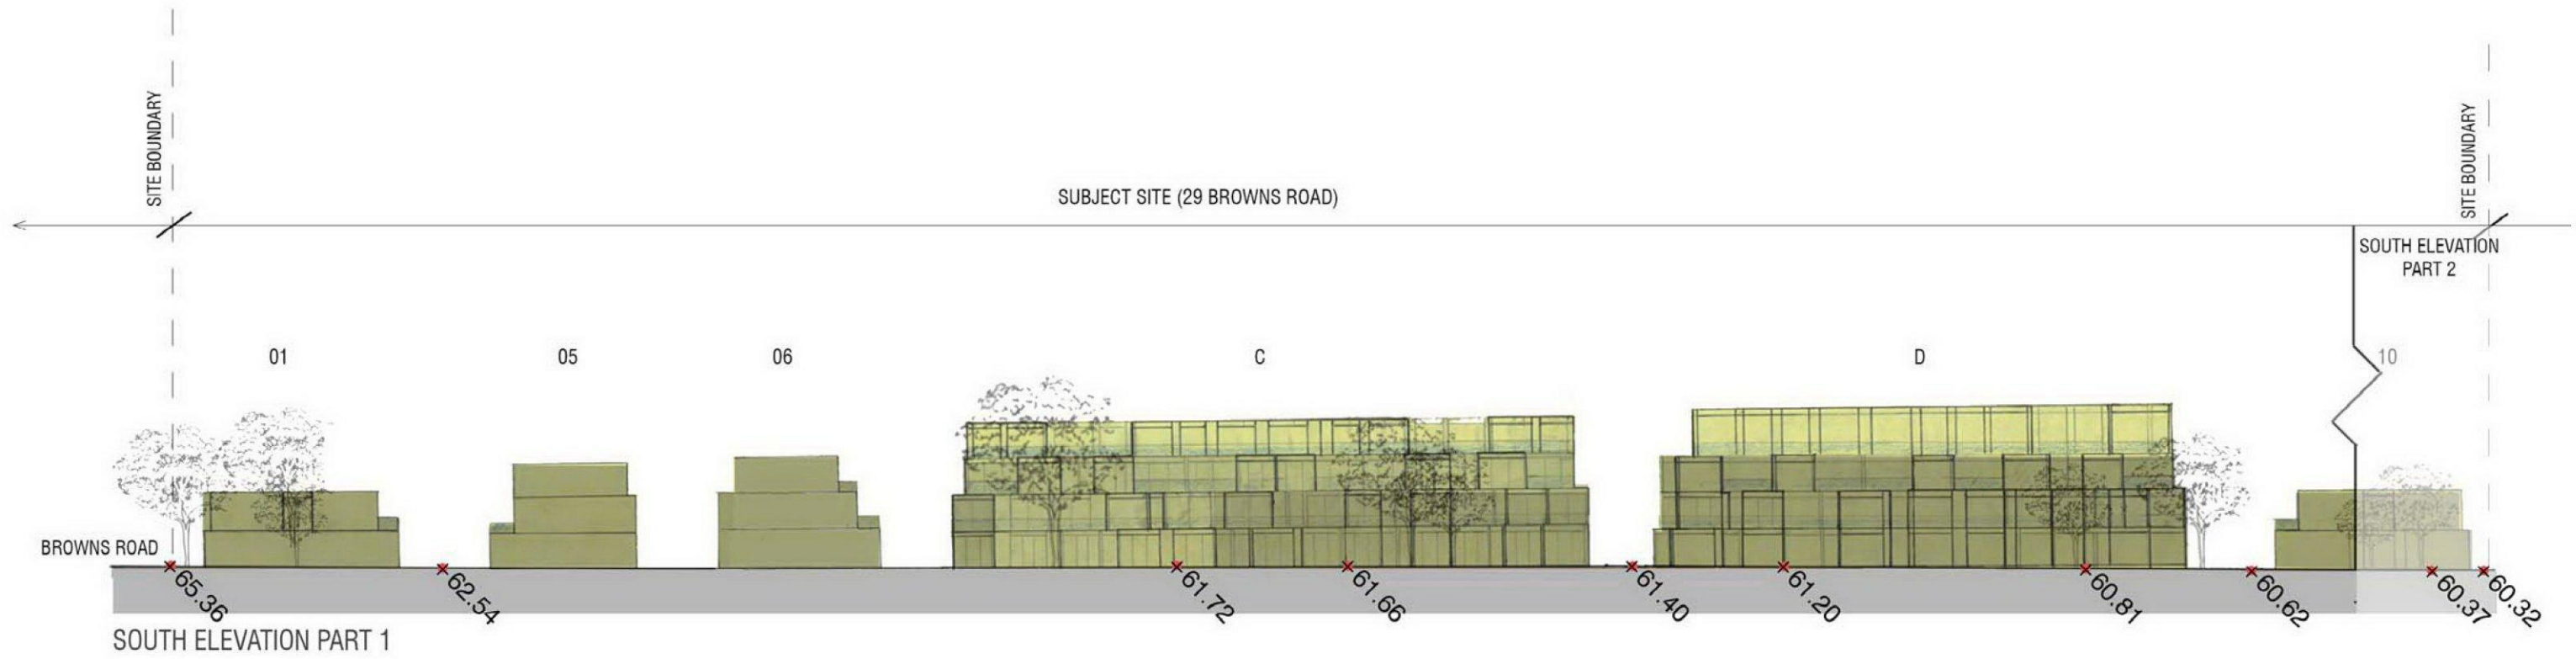 SITE BOUNDARY
SITE BOUNDARY
SUBJECT SITE (29 BROWNS ROAD)
SOUTH ELEVATION
PART 2
01
05
06
C
D
10
BROWNS ROAD
65.36
62.54
61.72
61.66
61.40
61.20
60.81
60.62
60.37
60.32
SOUTH ELEVATION PART 1